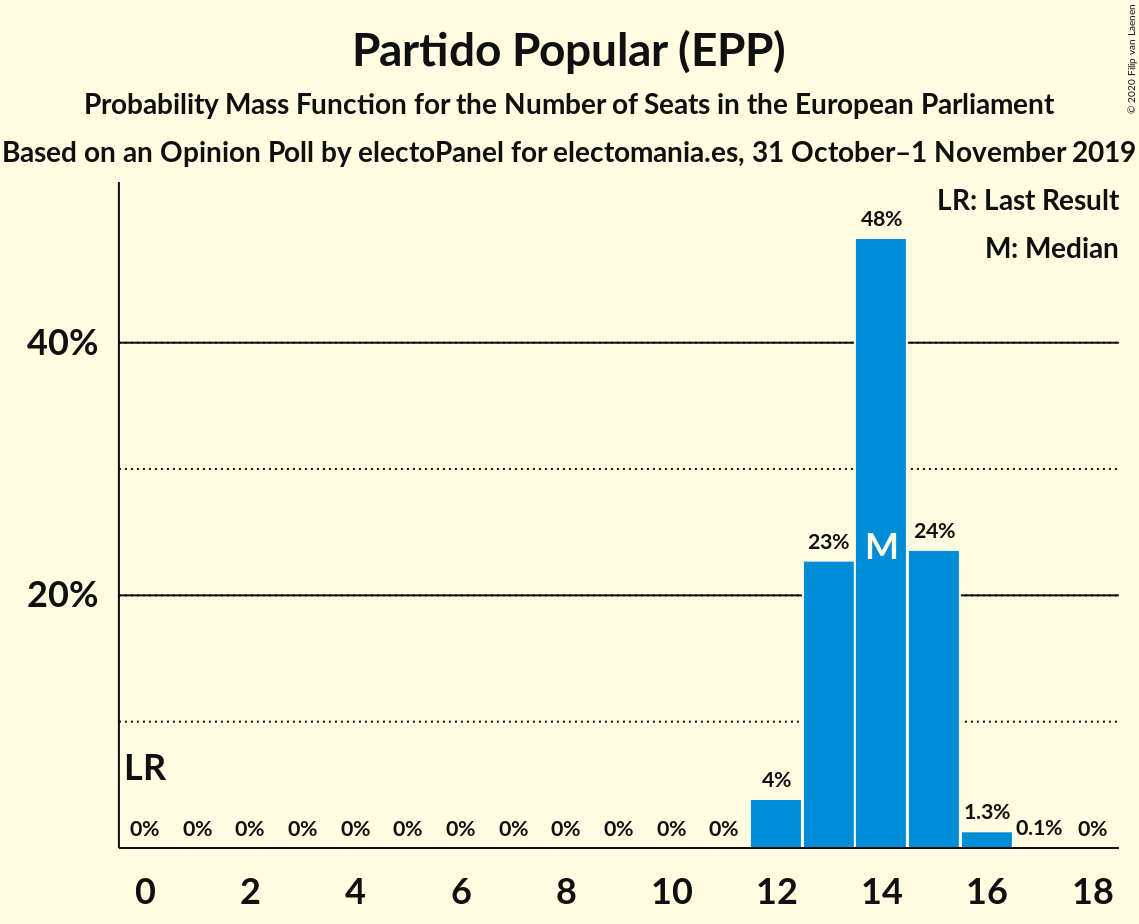 Partido Popular (EPP)
Probability Mass Function for the Number of Seats in the European Parliament
Based on an Opinion Poll by electoPanel for electomania.es, 31 October–1 November 2019
© 2020 Filip van Laenen
LR: Last Result
M: Median
40%
20%
48%
23%
M
24%
LR
4%
1.3%
0% 0% 0% 0% 0% 0% 0% 0% 0% 0% 0% 0% 0.1% 0%
0 2 4 6 8 10 12 14 16 18